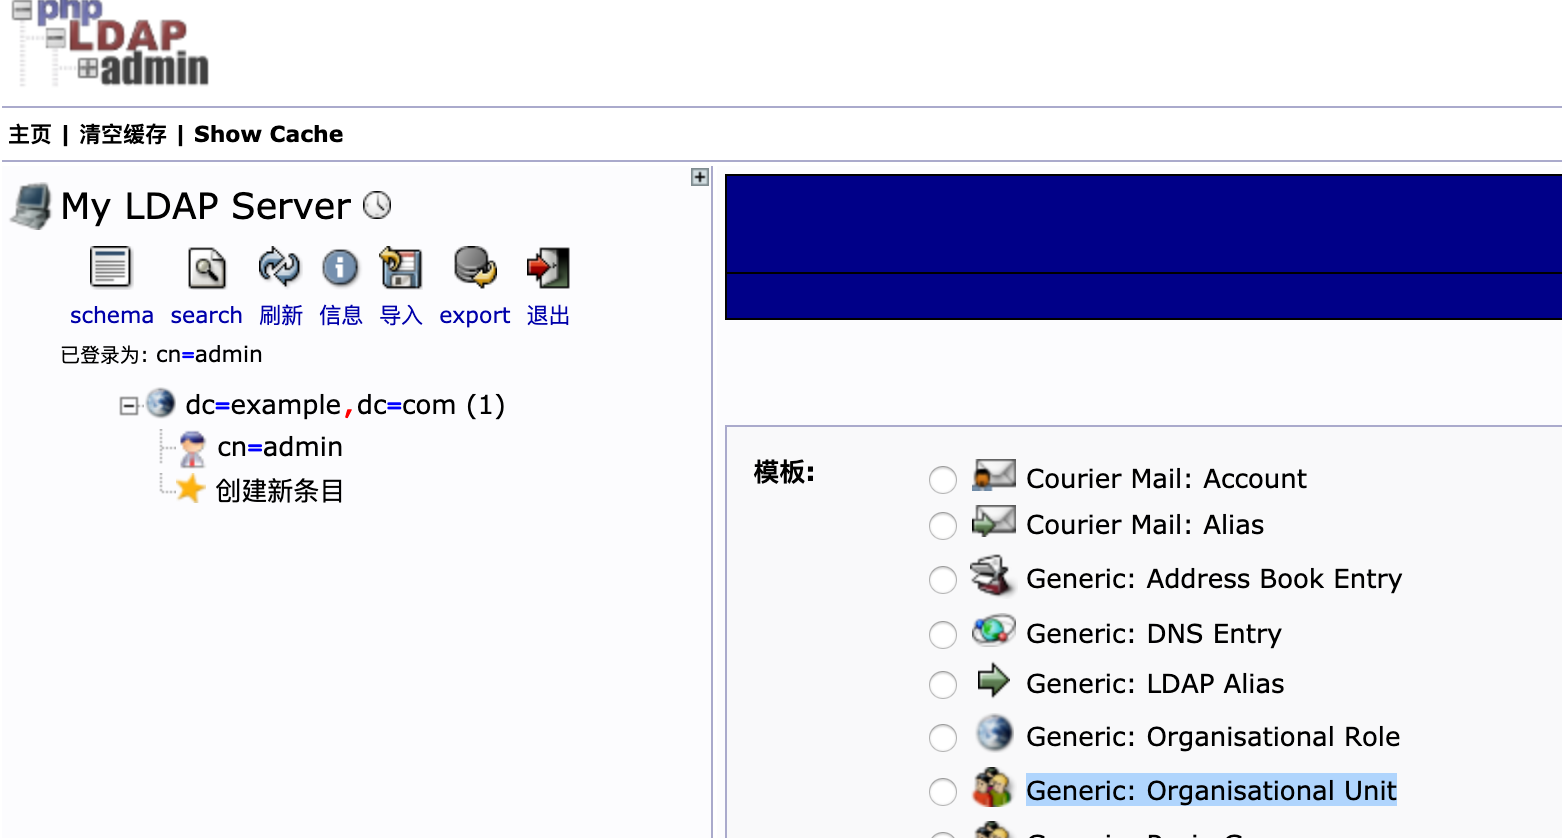 php
LDAP
admin
主页 | 清空缓存 | Show Cache
My LDAP Server
schema search 刷新 信息 导入 export 退出
已登录为: cn=admin
dc=example,dc=com (1)
cn=admin
创建新条目
模板:
Courier Mail: Account
Courier Mail: Alias
Generic: Address Book Entry
Generic: DNS Entry
Generic: LDAP Alias
Generic: Organisational Role
Generic: Organisational Unit